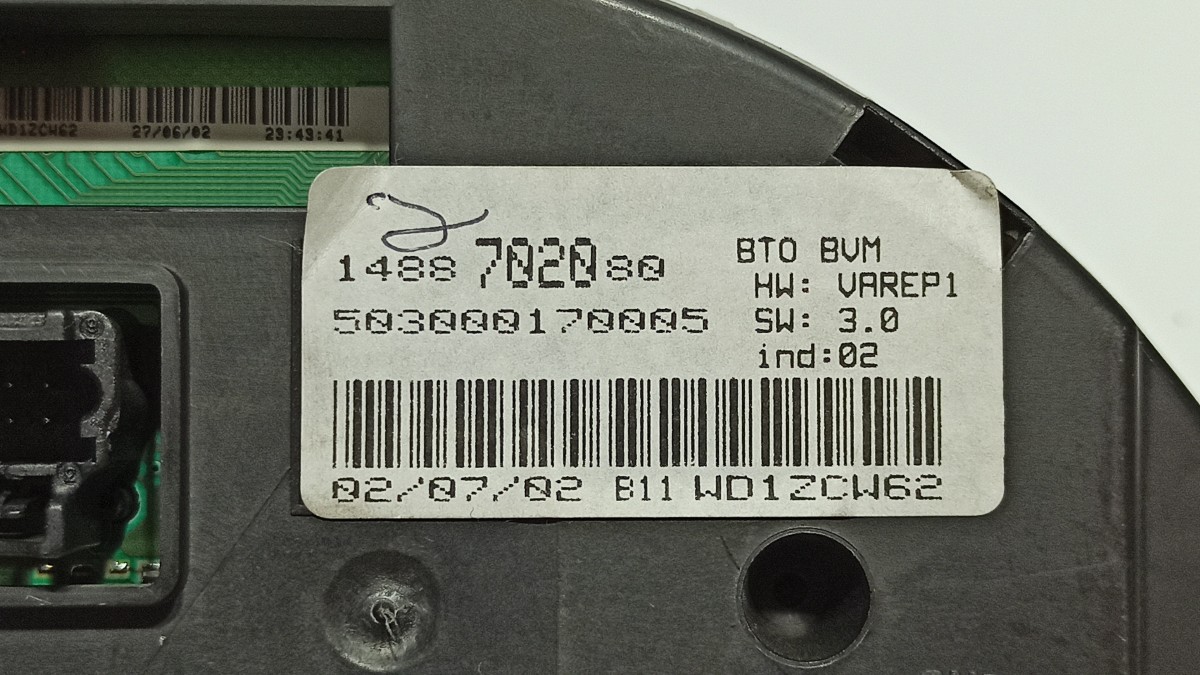 WD1ZCW62 27/06/02 23:43:41
1488 7020 80
503000170005
BTO BVM
HW: VAREP1
SW: 3.0
ind:02
02/07/02 B11 WD1ZCW62